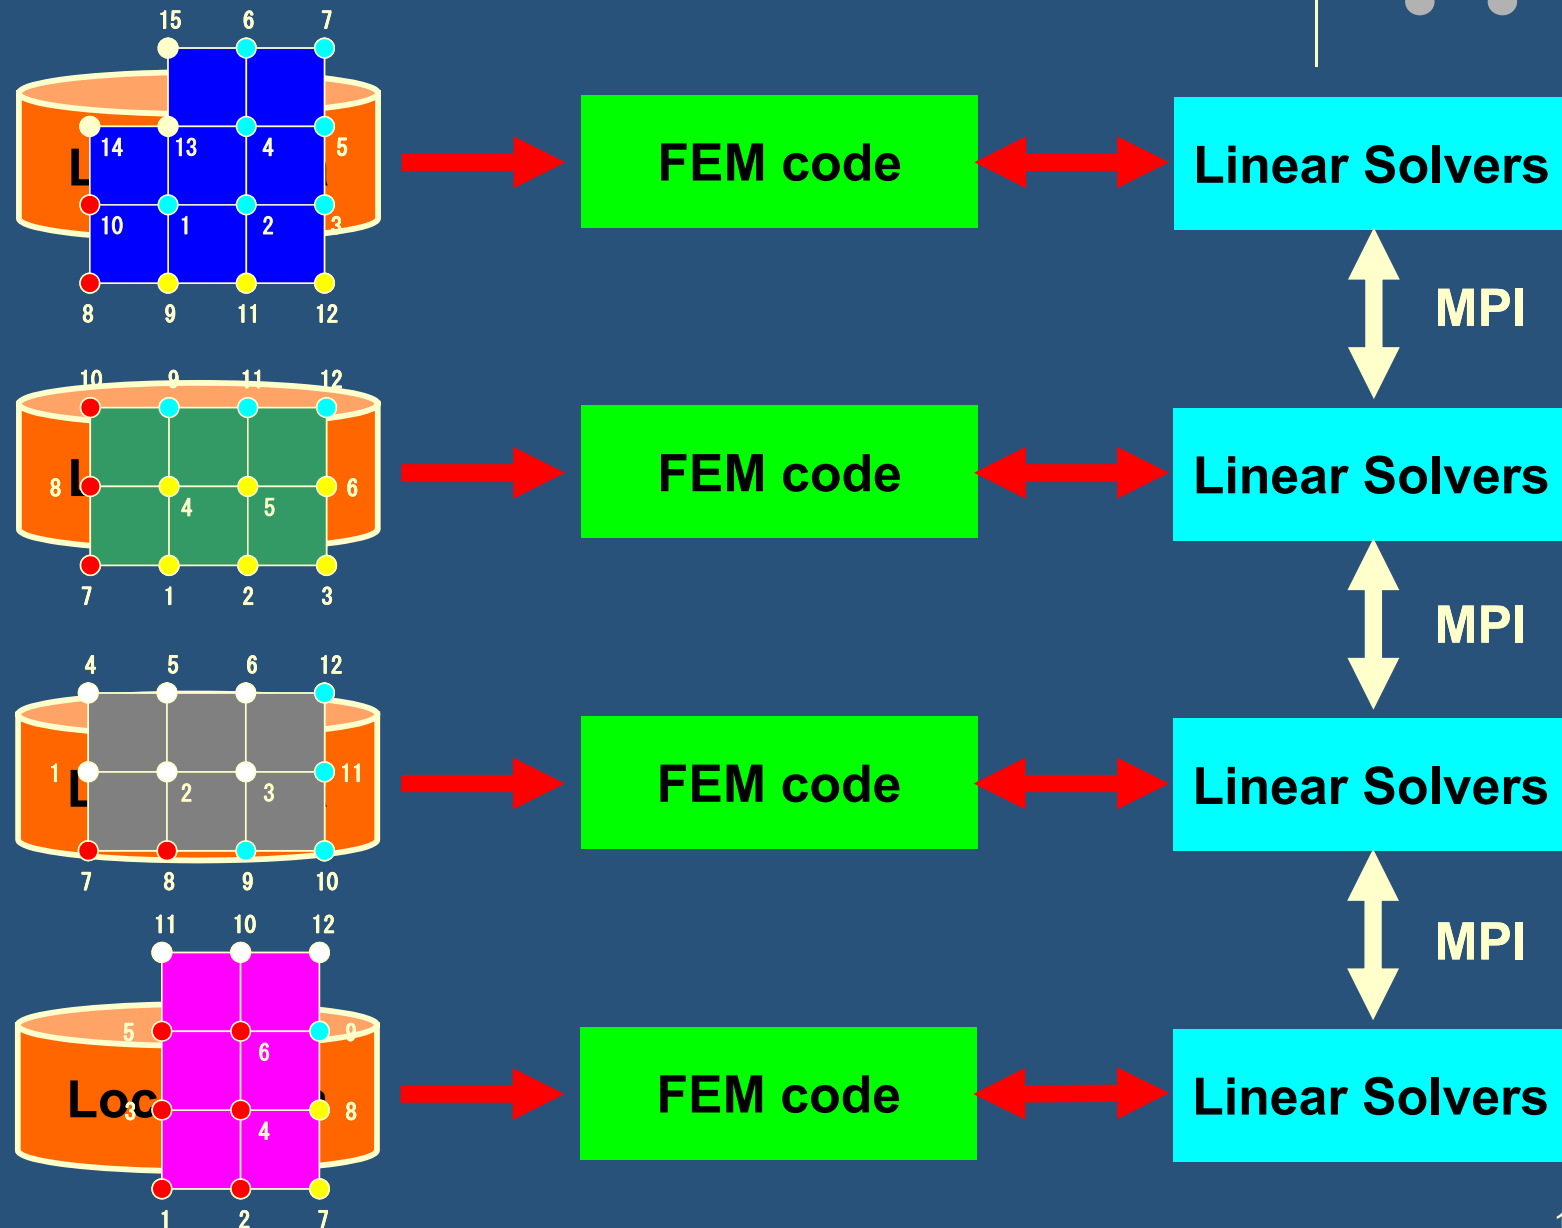 15 6 7
14 13 4 5
FEM code
Linear Solvers
10 1 2 3
8 9 11 12
MPI
10 9 11 12
8 4 5 6
FEM code
Linear Solvers
7 1 2 3
MPI
4 5 6 12
1 2 3 11
FEM code
Linear Solvers
7 8 9 10
11 10 12
MPI
5 6 9
3 4 8
FEM code
Linear Solvers
1 2 7